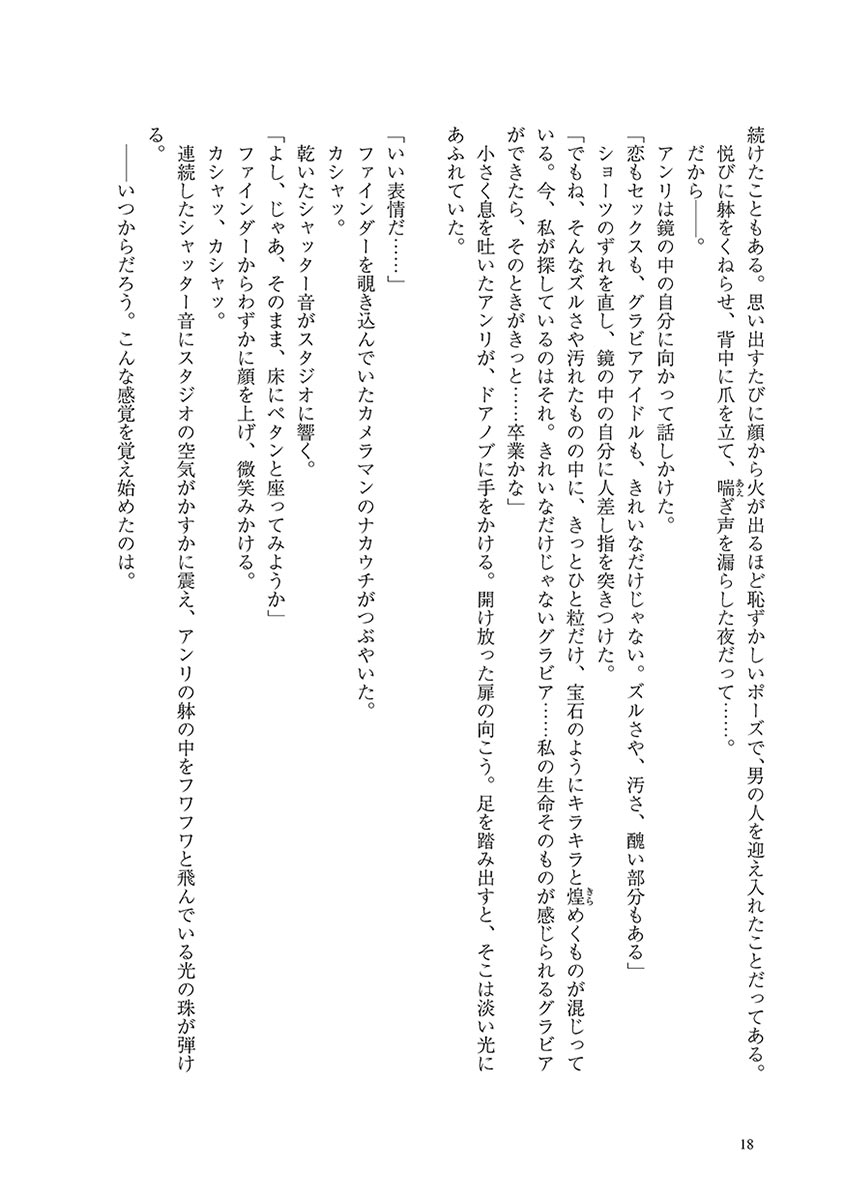 続けたこともある。思い出すたびに顔から火が出るほど恥ずかしいポーズで、男の人を迎え入れたことだってある。
悦びに躰をくねらせ、背中に爪を立て、喘ぎ声を漏らした夜だって……。
だから――。
アンリは鏡の中の自分に向かって話しかけた。
「恋もセックスも、グラビアアイドルも、きれいなだけじゃない。ズルさや、汚さ、醜い部分もある」
ショーツのずれを直し、鏡の中の自分に人差し指を突きつけた。
「でもね、そんなズルさや汚れたものの中に、きっとひと粒だけ、宝石のようにキラキラと煌めくものが混じって
いる。今、私が探しているのはそれ。きれいなだけじゃないグラビア……私の生命そのものが感じられるグラビア
ができたら、そのときがきっと……卒業かな」
小さく息を吐いたアンリが、ドアノブに手をかける。開け放った扉の向こう。足を踏み出すと、そこは淡い光に
あふれていた。
「いい表情だ……」
ファインダーを覗き込んでいたカメラマンのナカウチがつぶやいた。
カシャッ。
乾いたシャッター音がスタジオに響く。
「よし、じゃあ、そのまま、床にペタンと座ってみようか」
ファインダーからわずかに顔を上げ、微笑みかける。
カシャッ、カシャッ。
連続したシャッター音にスタジオの空気がかすかに震え、アンリの躰の中をフワフワと飛んでいる光の珠が弾け
る。
――いつからだろう。こんな感覚を覚え始めたのは。
あえ
きら
18